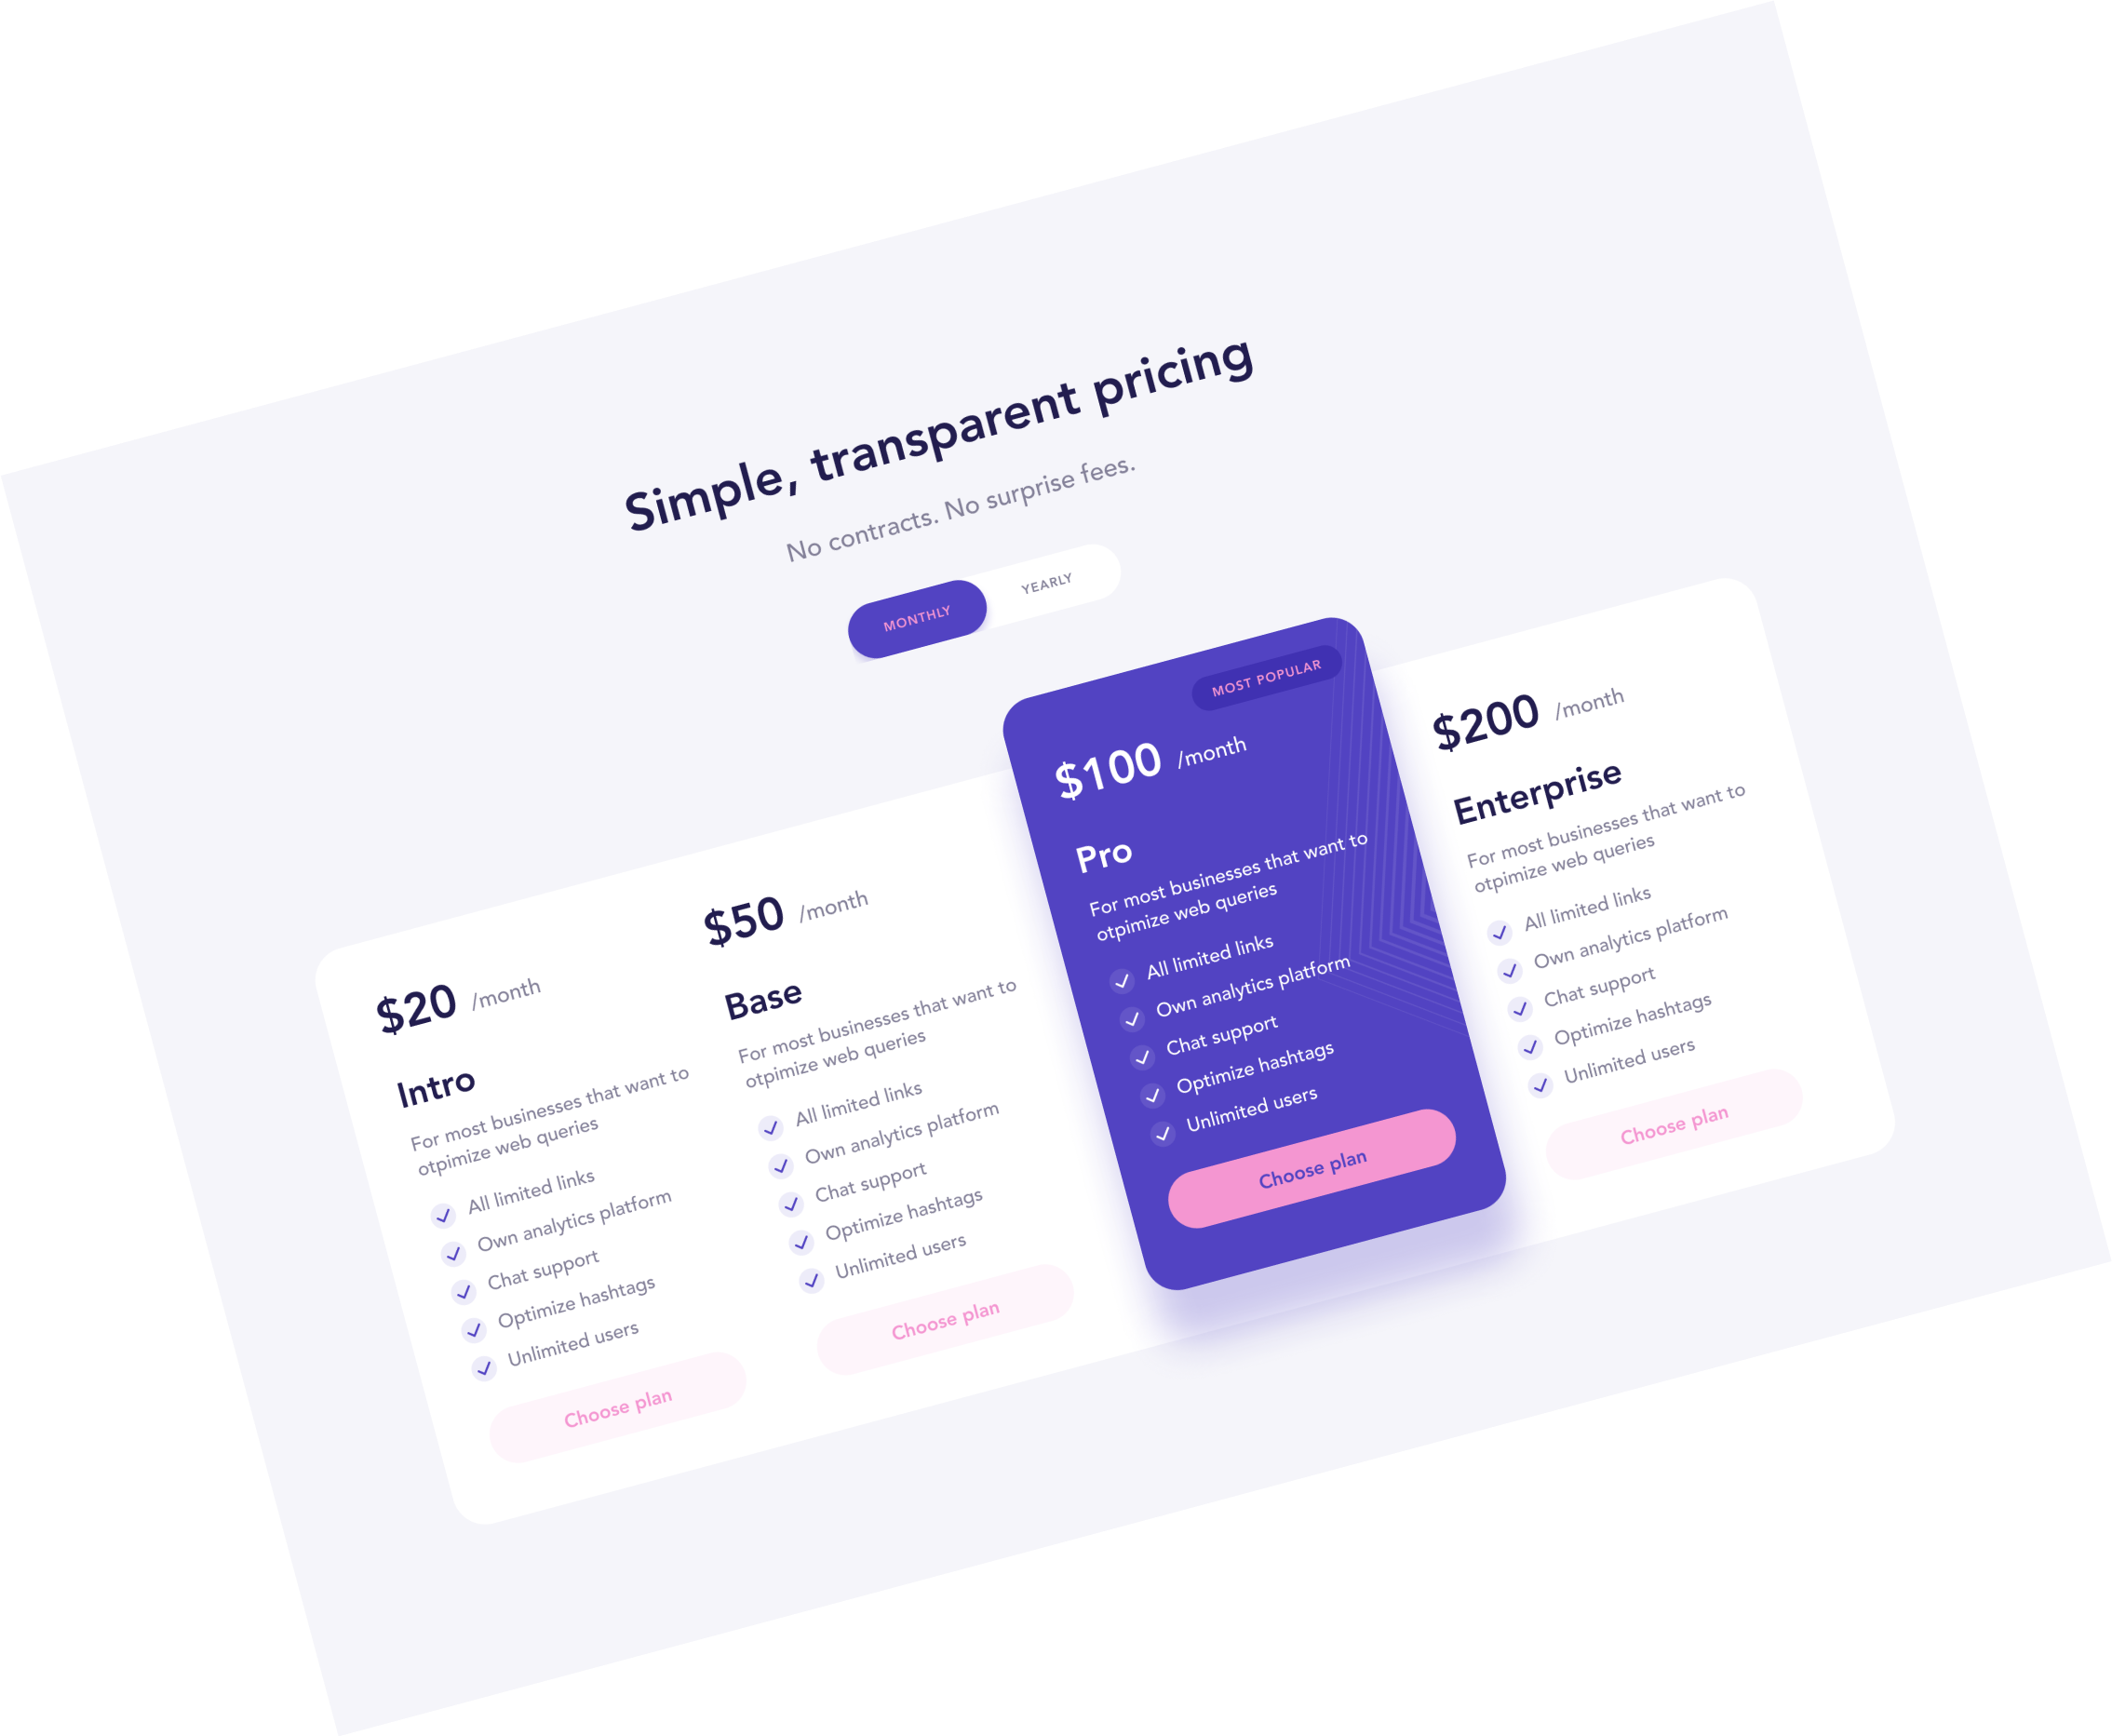 Simple, transparent pricing
No contracts. No surprise fees.
MONTHLY
YEARLY
$20 /month
Intro
For most businesses that want to
otpimize web queries
All limited links
Own analytics platform
Chat support
Optimize hashtags
Unlimited users
Choose plan
$50 /month
Base
For most businesses that want to
otpimize web queries
All limited links
Own analytics platform
Chat support
Optimize hashtags
Unlimited users
Choose plan
MOST POPULAR
$100 /month
Pro
For most businesses that want to
otpimize web queries
All limited links
Own analytics platform
Chat support
Optimize hashtags
Unlimited users
Choose plan
$200 /month
Enterprise
For most businesses that want to
otpimize web queries
All limited links
Own analytics platform
Chat support
Optimize hashtags
Unlimited users
Choose plan